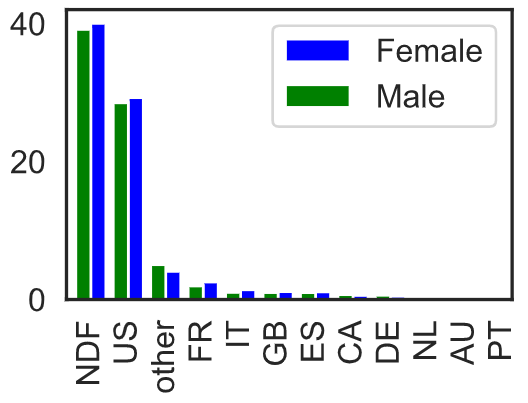 40
20
0
Female
Male
NDF
US
other
FR
IT
GB
ES
CA
DE
NL
AU
PT